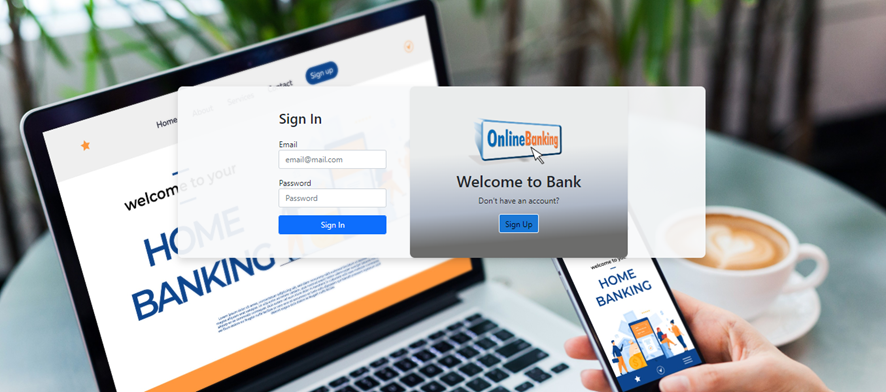 Home
About
Services
Contact
Sign up
welcome to your
HOME
BANKING
Sign In
Email
email@mail.com
Password
Password
Sign In
OnlineBanking
Welcome to Bank
Don't have an account?
Sign Up
welcome to your
HOME
BANKING